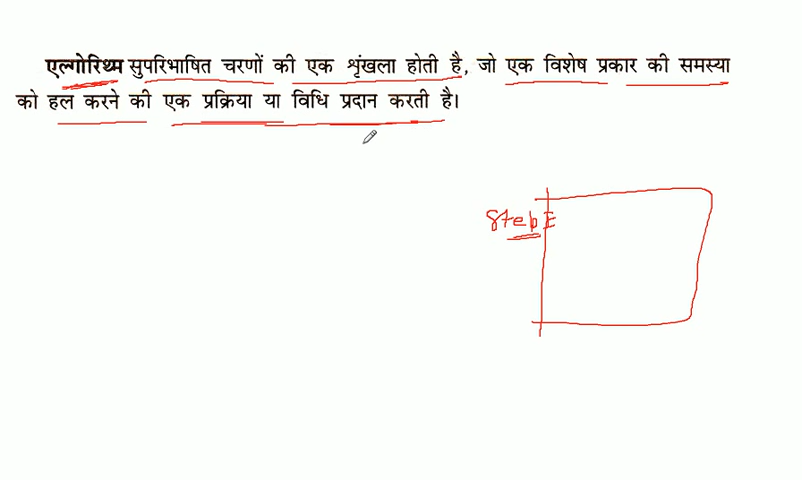 एल्गोरिथ्म सुपरिभाषित चरणों की एक शृंखला होती है, जो एक विशेष प्रकार की समस्या
को हल करने की एक प्रक्रिया या विधि प्रदान करती है।
Step